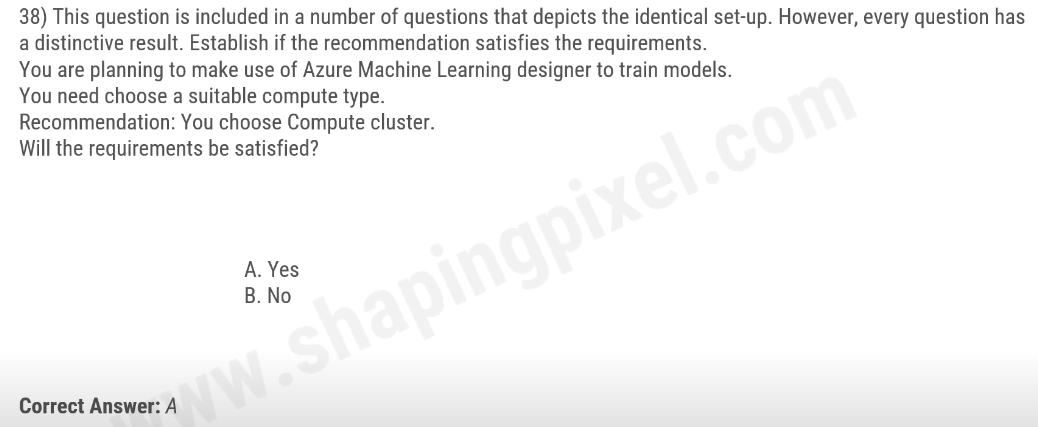 38) This question is included in a number of questions that depicts the identical set-up. However, every question has
a distinctive result. Establish if the recommendation satisfies the requirements.
You are planning to make use of Azure Machine Learning designer to train models.
You need choose a suitable compute type.
Recommendation: You choose Compute cluster.
Will the requirements be satisfied?
A. Yes
B. No
Correct Answer: A
www.shapingpixel.com